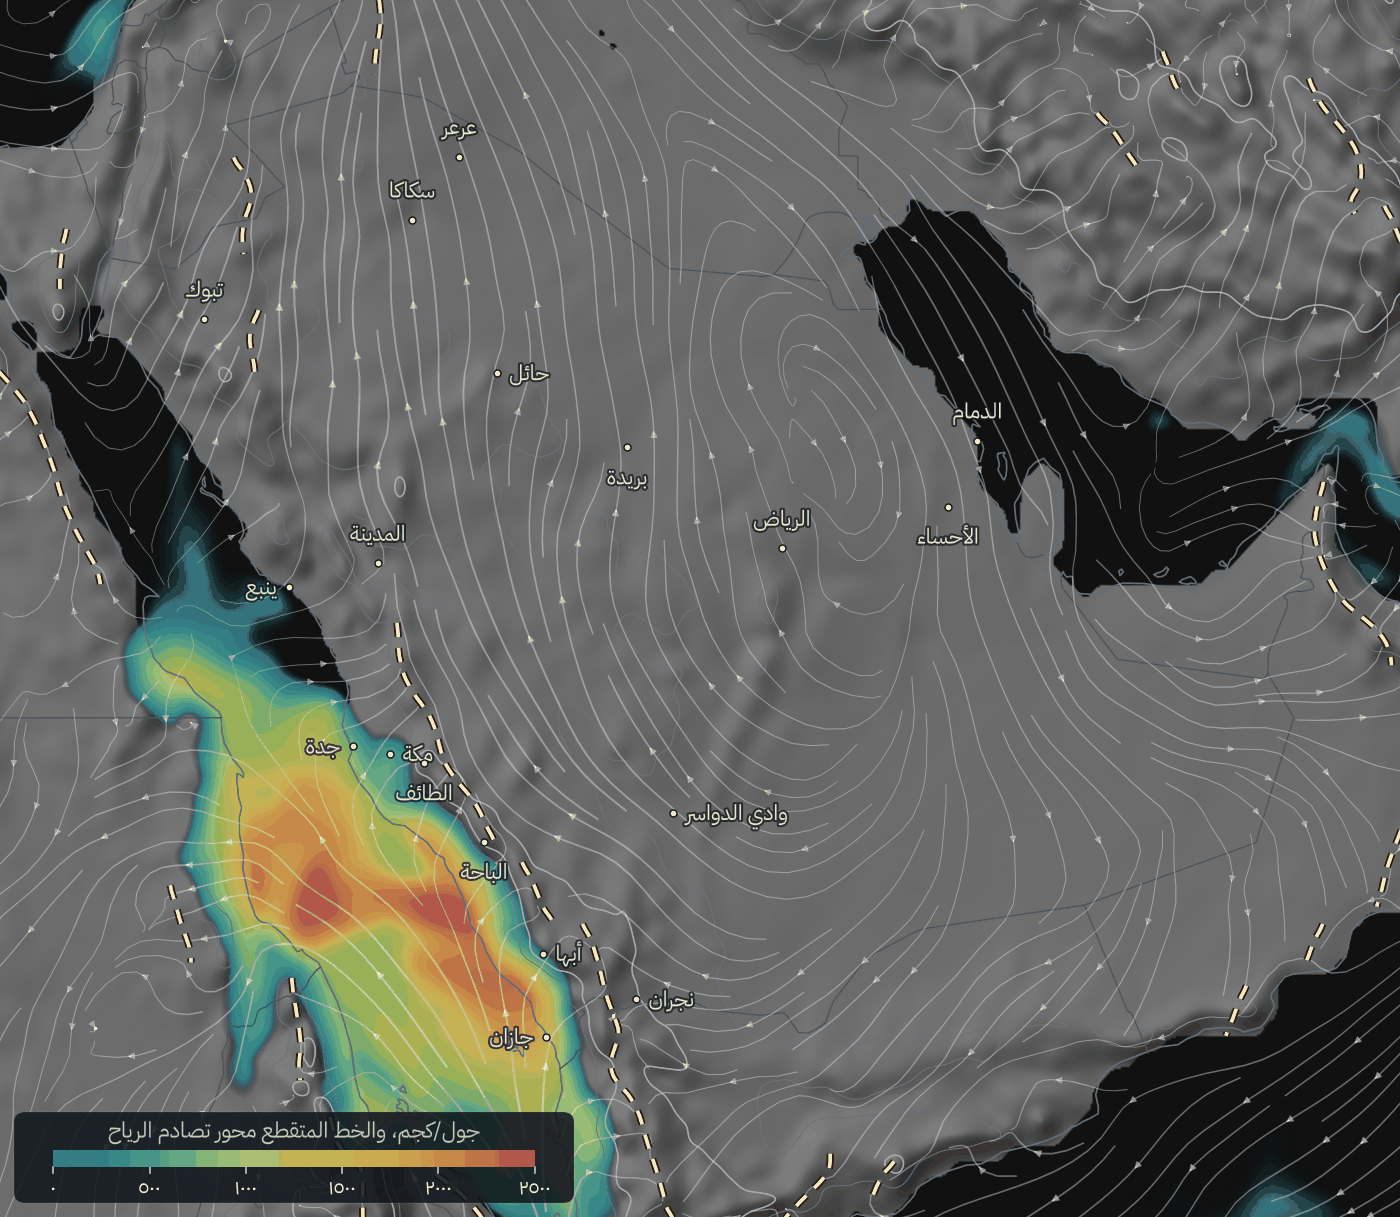 عرعر
سكاكا
تبوك
حائل
الدمام
بريدة
الرياض
الأحساء
المدينة
ينبع
جدة
مكة
الطائف
وادي الدواسر
الباحة
أبها
نجران
جازان
جول/كجم، والخط المتقطع محور تصادم الرياح
٠ ٥٠٠ ١٠٠٠ ١٥٠٠ ٢٠٠٠ ٢٥٠٠